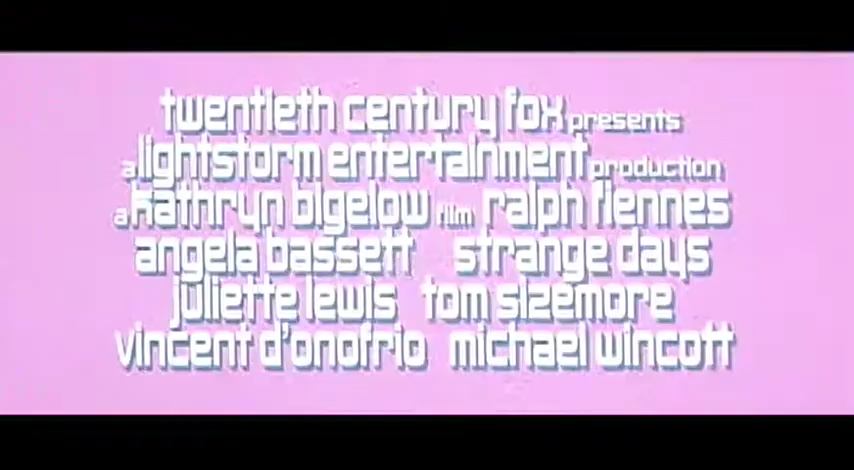 twentieth century fox presents
a lightstorm entertainment production
a kathryn bigelow film ralph fiennes
angela bassett strange days
juliette lewis tom sizemore
vincent d'onofrio michael wincott